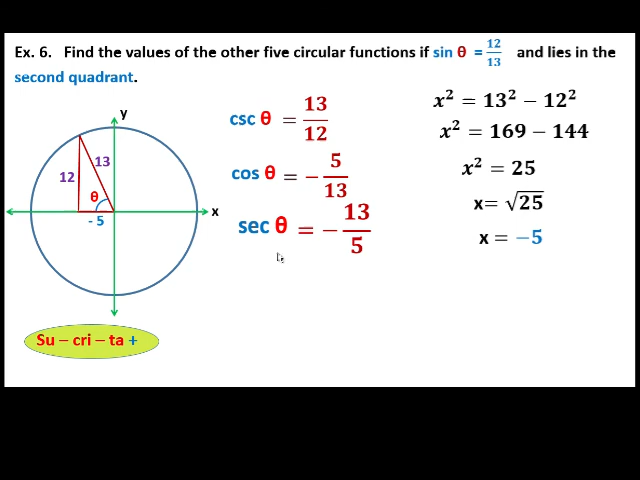 Ex. 6. Find the values of the other five circular functions if sin θ = 12/13 and lies in the
second quadrant.
y
13
12
θ
x
- 5
Su – cri – ta +
csc θ = 13/12
cos θ = − 5/13
sec θ = − 13/5
x² = 13² − 12²
x² = 169 − 144
x² = 25
x= √25
x = −5